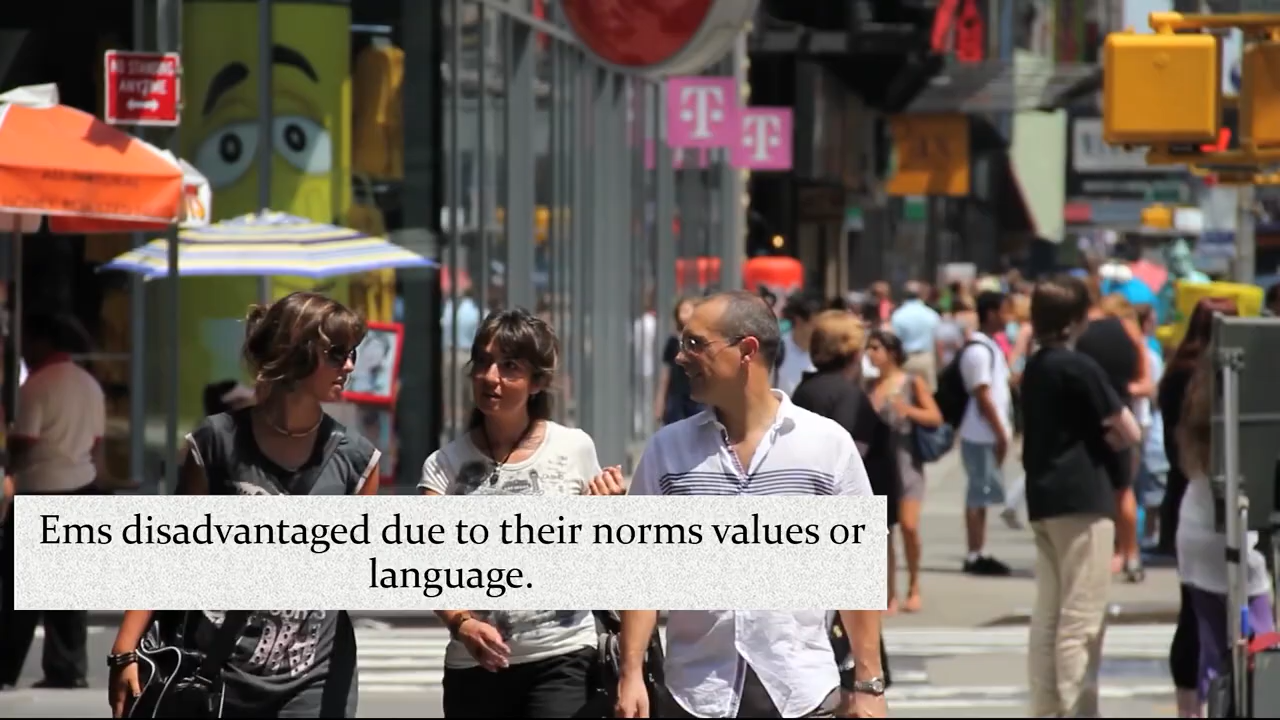 NO STANDING
ANYTIME
T
T
Ems disadvantaged due to their norms values or
language.